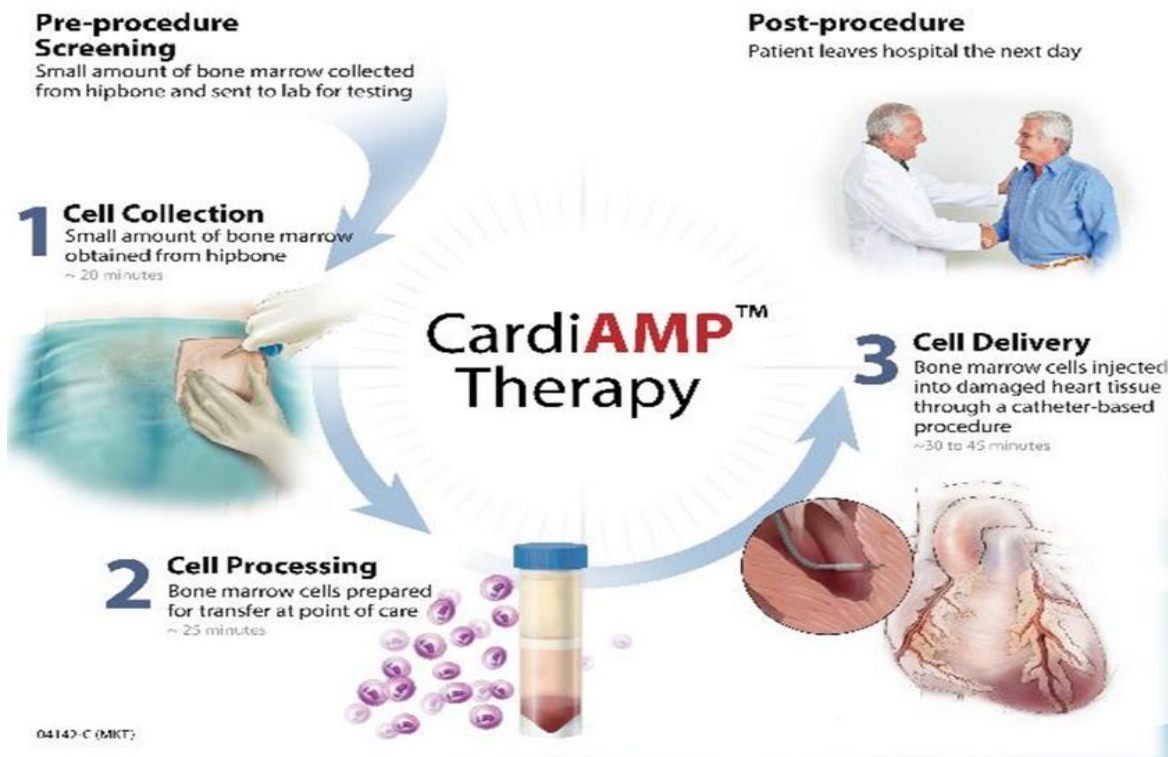 Pre-procedure
Screening
Small amount of bone marrow collected
from hipbone and sent to lab for testing
1 Cell Collection
Small amount of bone marrow
obtained from hipbone
~ 20 minutes
2 Cell Processing
Bone marrow cells prepared
for transfer at point of care
~ 25 minutes
CardiAMP™
Therapy
3 Cell Delivery
Bone marrow cells injected
into damaged heart tissue
through a catheter-based
procedure
~30 to 45 minutes
Post-procedure
Patient leaves hospital the next day
04142-C (MKT)